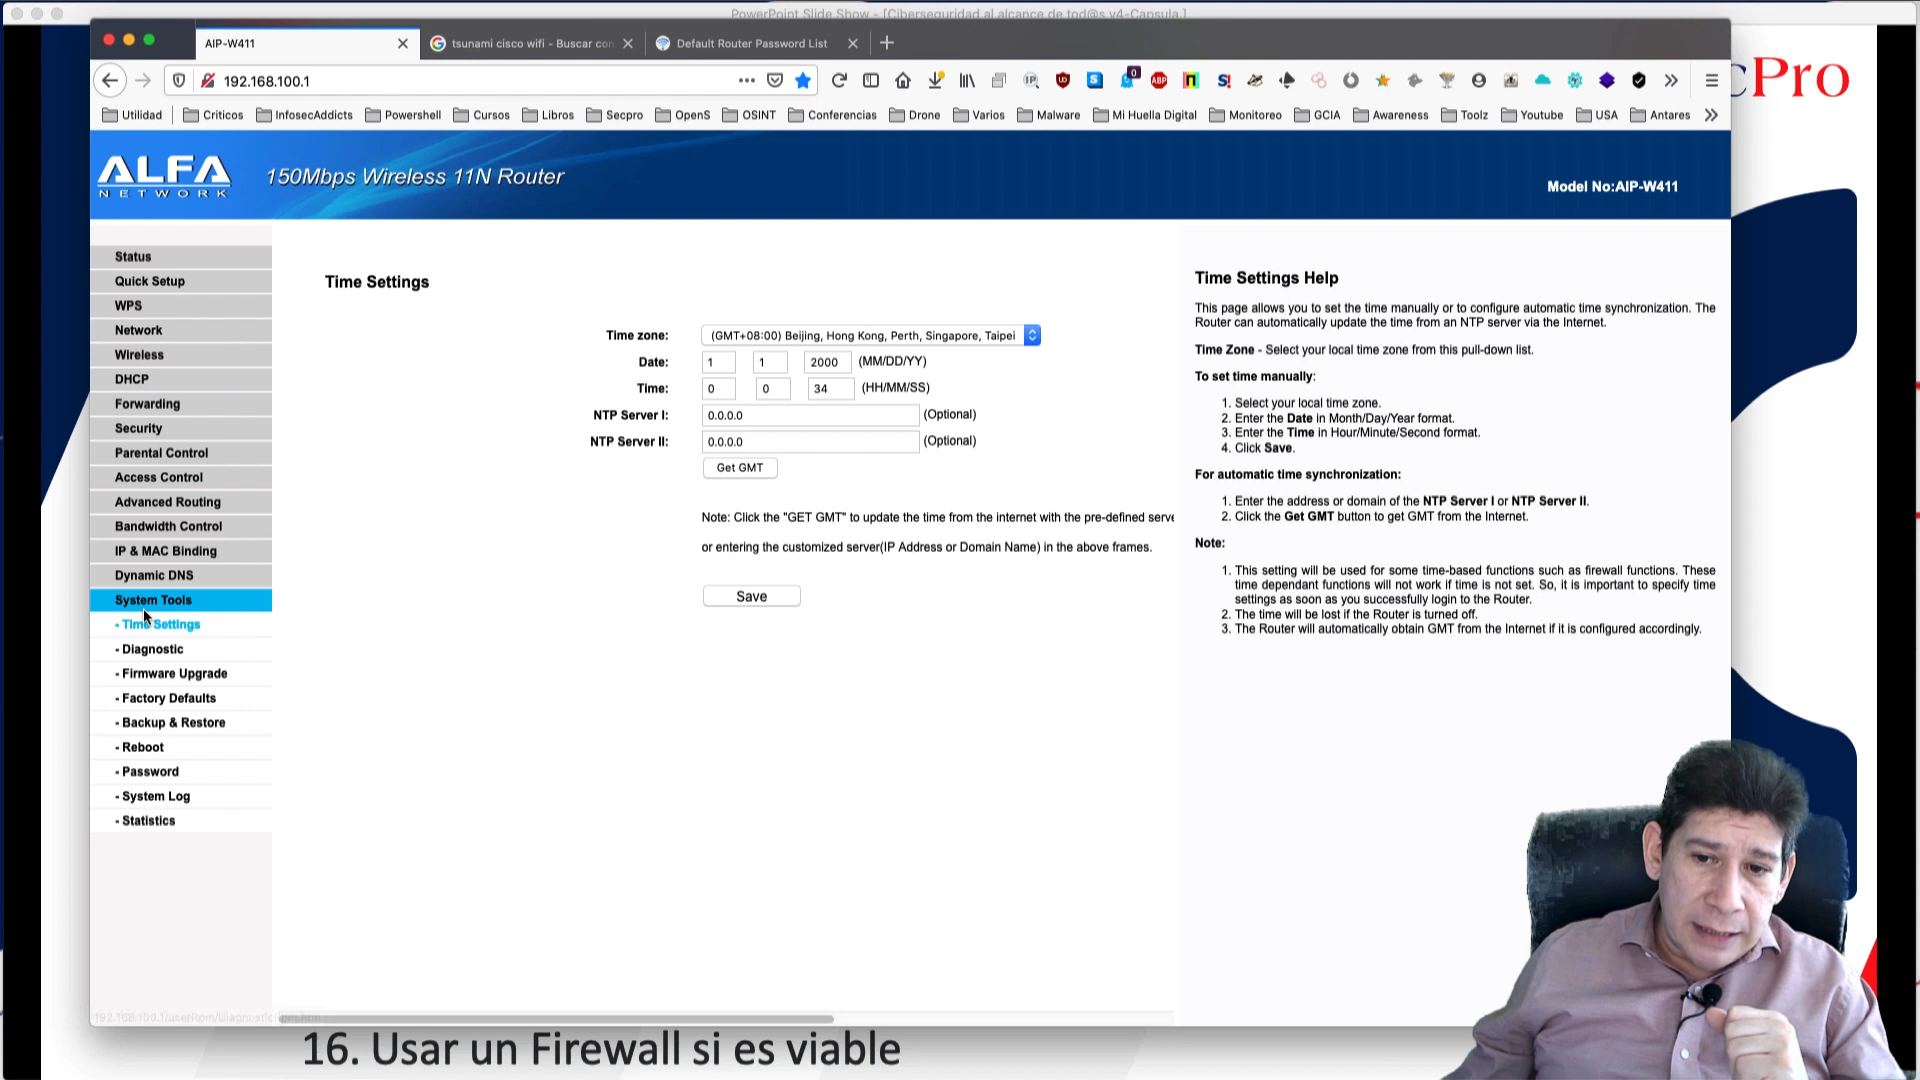 PowerPoint Slide Show - [Ciberseguridad al alcance de tod@s v4-Capsula.]
AIP-W411
tsunami cisco wifi - Buscar con
Default Router Password List
192.168.100.1
Utilidad
Criticos
InfosecAddicts
Powershell
Cursos
Libros
Secpro
OpenS
OSINT
Conferencias
Drone
Varios
Malware
Mi Huella Digital
Monitoreo
GCIA
Awareness
Toolz
Youtube
USA
Antares
cPro
ALFA
NETWORK
150Mbps Wireless 11N Router
Model No:AIP-W411
Status
Quick Setup
WPS
Network
Wireless
DHCP
Forwarding
Security
Parental Control
Access Control
Advanced Routing
Bandwidth Control
IP & MAC Binding
Dynamic DNS
System Tools
- Time Settings
- Diagnostic
- Firmware Upgrade
- Factory Defaults
- Backup & Restore
- Reboot
- Password
- System Log
- Statistics
Time Settings
Time zone: (GMT+08:00) Beijing, Hong Kong, Perth, Singapore, Taipei
Date: 1 1 2000 (MM/DD/YY)
Time: 0 0 34 (HH/MM/SS)
NTP Server I: 0.0.0.0 (Optional)
NTP Server II: 0.0.0.0 (Optional)
Get GMT
Note: Click the "GET GMT" to update the time from the internet with the pre-defined serve
or entering the customized server(IP Address or Domain Name) in the above frames.
Save
Time Settings Help
This page allows you to set the time manually or to configure automatic time synchronization. The
Router can automatically update the time from an NTP server via the Internet.
Time Zone - Select your local time zone from this pull-down list.
To set time manually:
1. Select your local time zone.
2. Enter the Date in Month/Day/Year format.
3. Enter the Time in Hour/Minute/Second format.
4. Click Save.
For automatic time synchronization:
1. Enter the address or domain of the NTP Server I or NTP Server II.
2. Click the Get GMT button to get GMT from the Internet.
Note:
1. This setting will be used for some time-based functions such as firewall functions. These
time dependant functions will not work if time is not set. So, it is important to specify time
settings as soon as you successfully login to the Router.
2. The time will be lost if the Router is turned off.
3. The Router will automatically obtain GMT from the Internet if it is configured accordingly.
16. Usar un Firewall si es viable